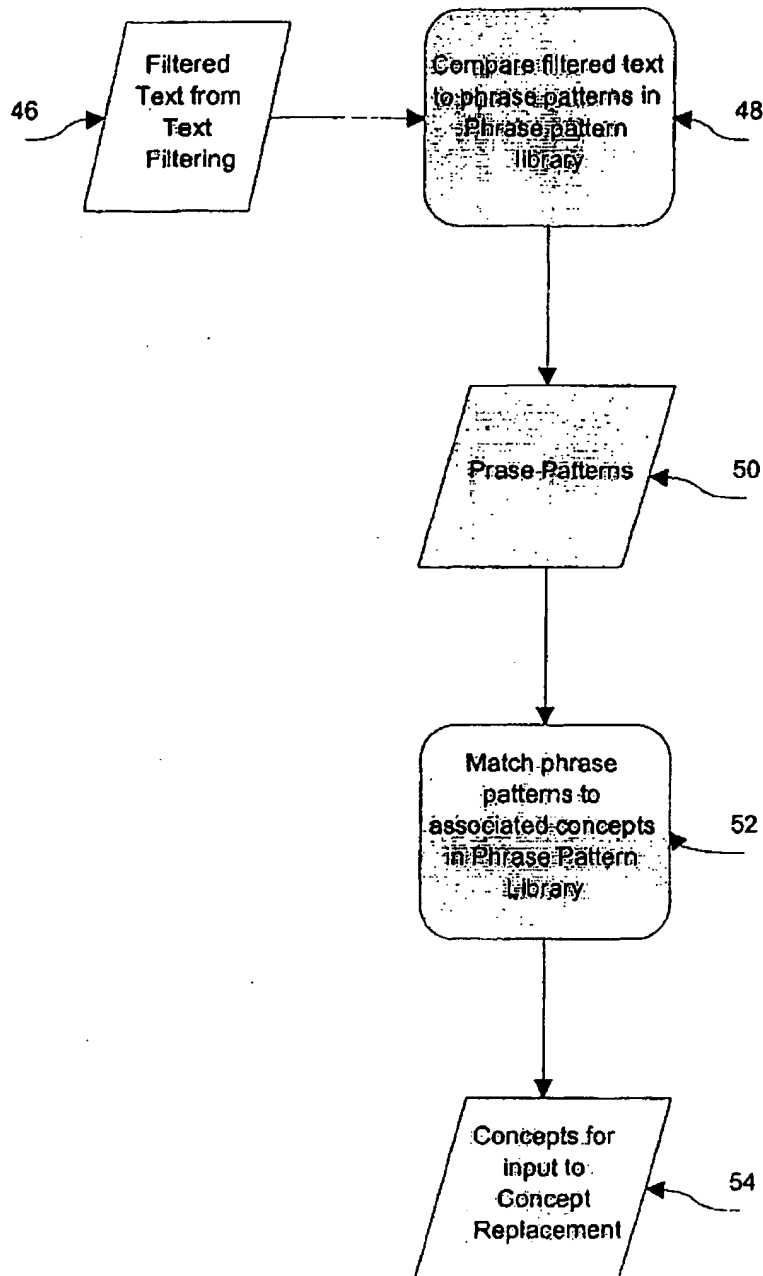 Filtered
Text from
Text
Filtering
46
Compare filtered text
to phrase patterns in
Phrase pattern
library
48
Prase Patterns
50
Match phrase
patterns to
associated concepts
in Phrase Pattern
Library
52
Concepts for
input to
Concept
Replacement
54